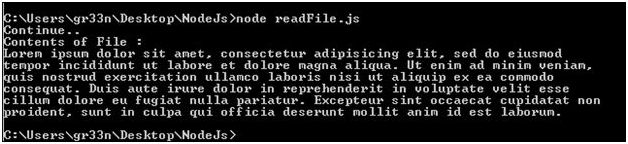 C:\Users\gr33n\Desktop\NodeJs>node readFile.js
Continue..
Contents of File :
Lorem ipsum dolor sit amet, consectetur adipisicing elit, sed do eiusmod
tempor incididunt ut labore et dolore magna aliqua. Ut enim ad minim veniam,
quis nostrud exercitation ullamco laboris nisi ut aliquip ex ea commodo
consequat. Duis aute irure dolor in reprehenderit in voluptate velit esse
cillum dolore eu fugiat nulla pariatur. Excepteur sint occaecat cupidatat non
proident, sunt in culpa qui officia deserunt mollit anim id est laborum.
C:\Users\gr33n\Desktop\NodeJs>